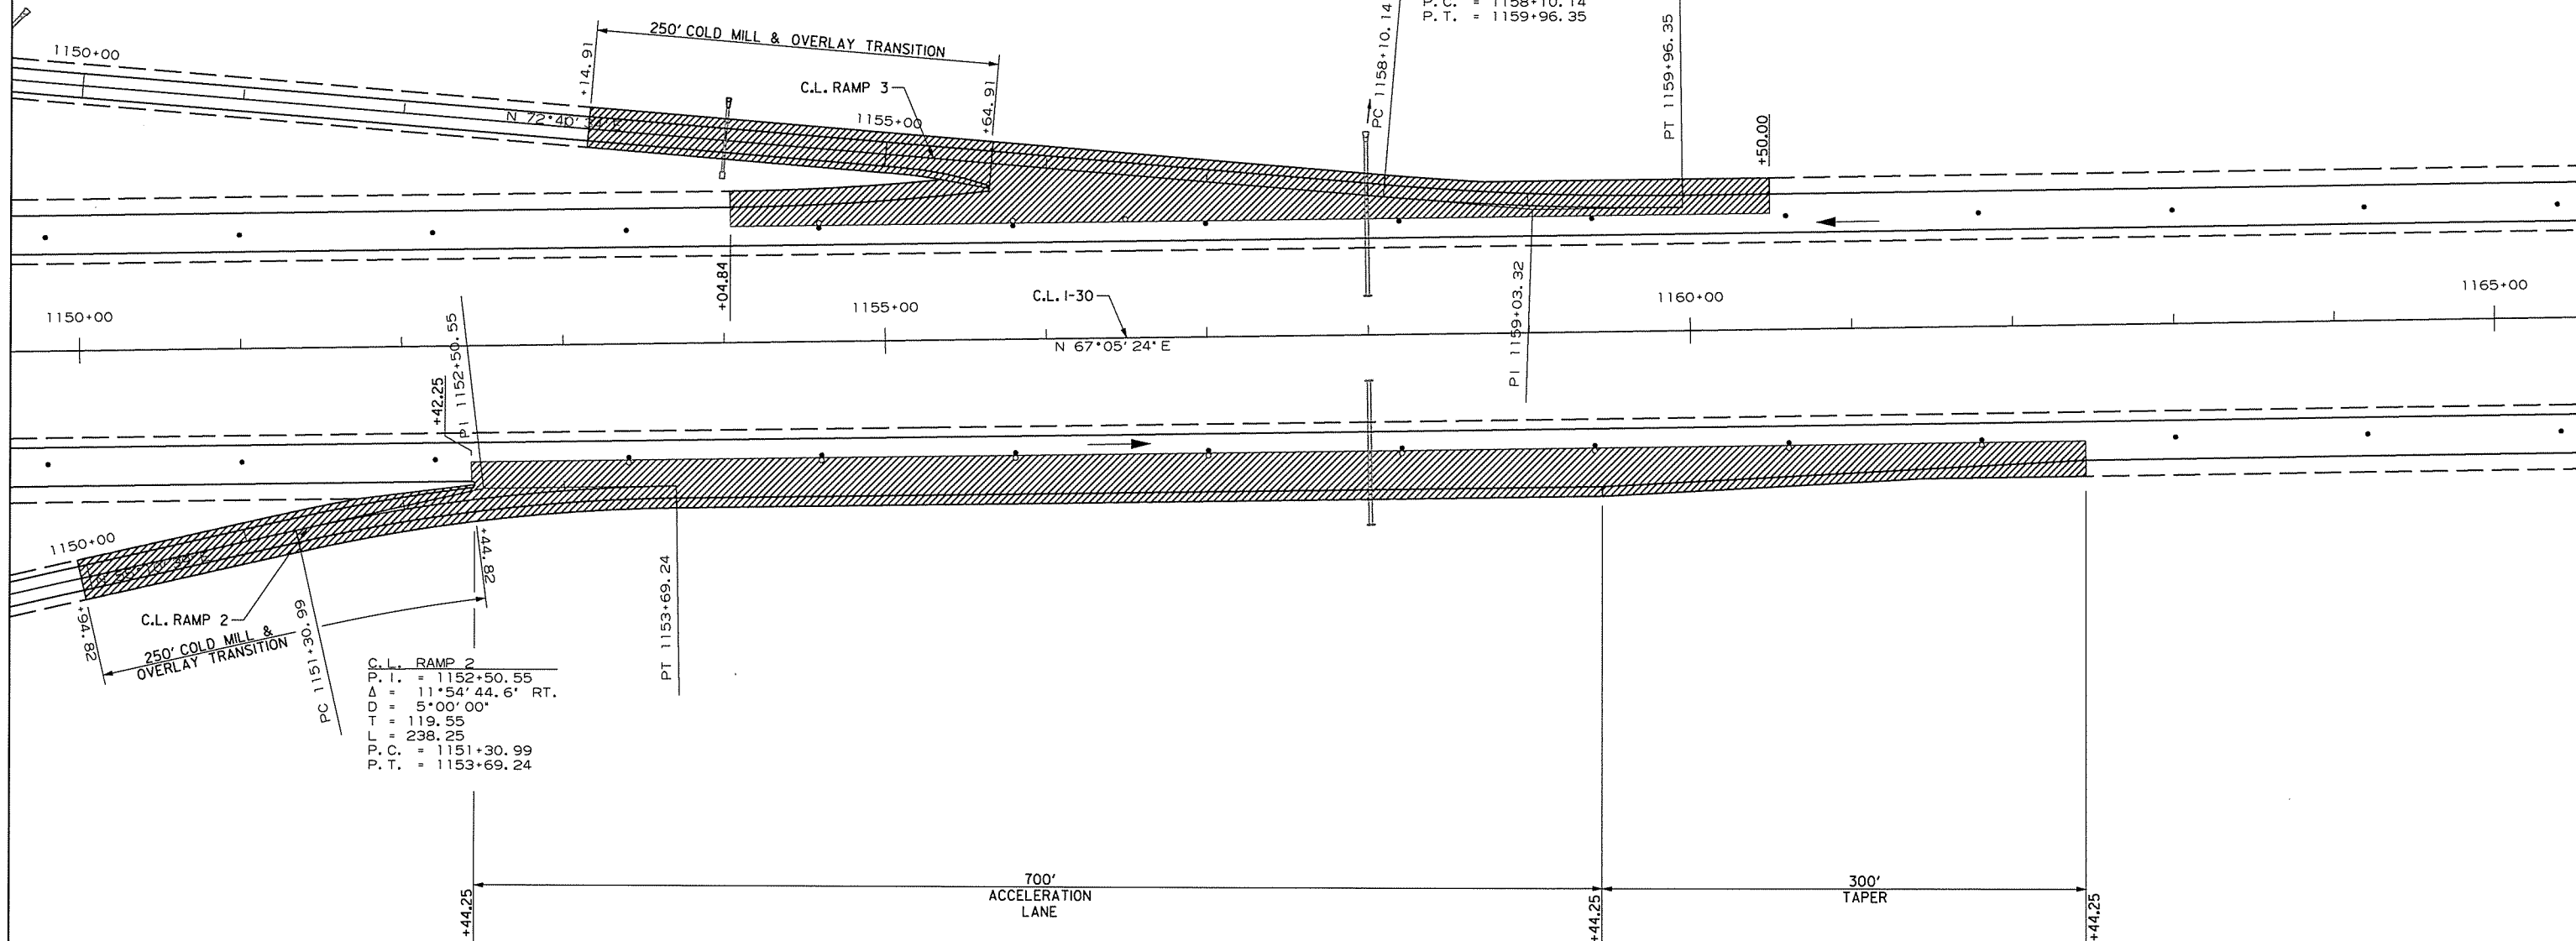 P.C. = 1158+10.14
P.T. = 1159+96.35
1150+00
250' COLD MILL & OVERLAY TRANSITION
+14.91
C.L. RAMP 3
+64.91
1155+00
PC 1158+10.14
PT 1159+96.35
+50.00
1150+00
+04.84
1155+00
C.L. I-30
N 67°05'24" E
PI 1159+03.32
1160+00
1165+00
PI 1152+50.55
+42.25
1150+00
C.L. RAMP 2
+94.82
250' COLD MILL &
OVERLAY TRANSITION
PC 1151+30.99
+44.82
PT 1153+69.24
C.L. RAMP 2
P.I. = 1152+50.55
Δ = 11°54'44.6" RT.
D = 5°00'00"
T = 119.55
L = 238.25
P.C. = 1151+30.99
P.T. = 1153+69.24
+44.25
700'
ACCELERATION
LANE
+44.25
300'
TAPER
+44.25